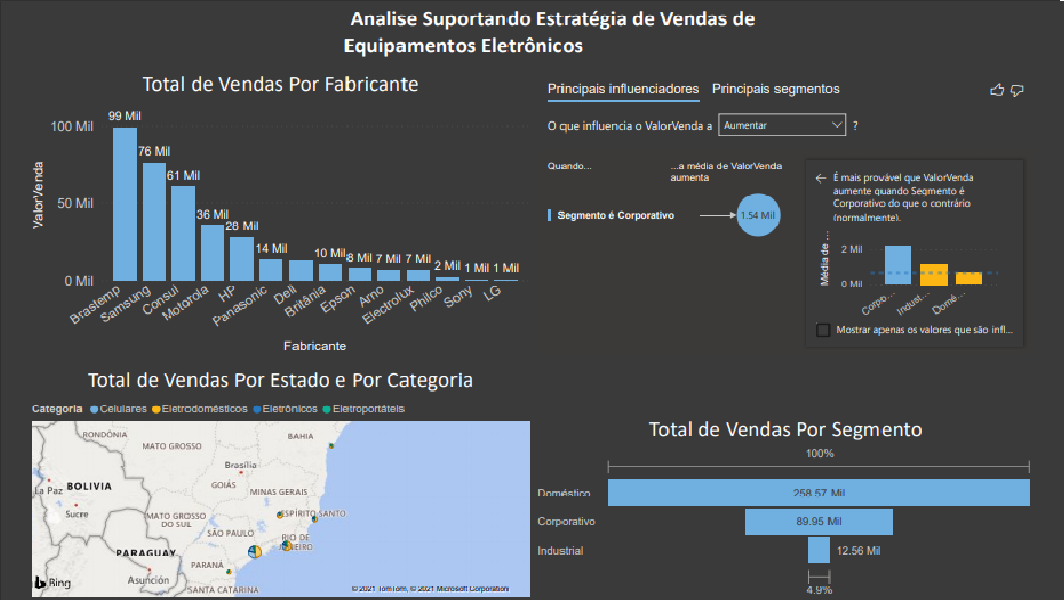 Analise Suportando Estratégia de Vendas de
Equipamentos Eletrônicos
Total de Vendas Por Fabricante
ValorVenda
100 Mil
50 Mil
0 Mil
99 Mil
76 Mil
61 Mil
36 Mil
28 Mil
14 Mil
10 Mil
8 Mil
7 Mil
7 Mil
2 Mil
1 Mil
1 Mil
Brastemp
Samsung
Consul
Motorola
HP
Panasonic
Dell
Britânia
Epson
Arno
Electrolux
Philco
Sony
LG
Fabricante
Principais influenciadores
Principais segmentos
O que influencia o ValorVenda a
Aumentar
?
Quando...
...a média de ValorVenda
aumenta
Segmento é Corporativo
1.54 Mil
É mais provável que ValorVenda
aumente quando Segmento é
Corporativo do que o contrário
(normalmente).
Média de ...
2 Mil
0 Mil
Corpo...
Indust...
Domé...
Mostrar apenas os valores que são infl...
Total de Vendas Por Estado e Por Categoria
Categoria
Celulares
Eletrodomésticos
Eletrônicos
Eletroportáteis
RONDÔNIA
MATO GROSSO
BAHIA
Brasília
GOIÁS
BOLIVIA
La Paz
Sucre
MINAS GERAIS
MATO GROSSO
DO SUL
ESPÍRITO SANTO
SÃO PAULO
RIO DE
JANEIRO
PARAGUAY
PARANÁ
Asunción
SANTA CATARINA
Bing
© 2021 TomTom, © 2021 Microsoft Corporation
Total de Vendas Por Segmento
100%
Doméstico
258.57 Mil
Corporativo
89.95 Mil
Industrial
12.56 Mil
4.9%